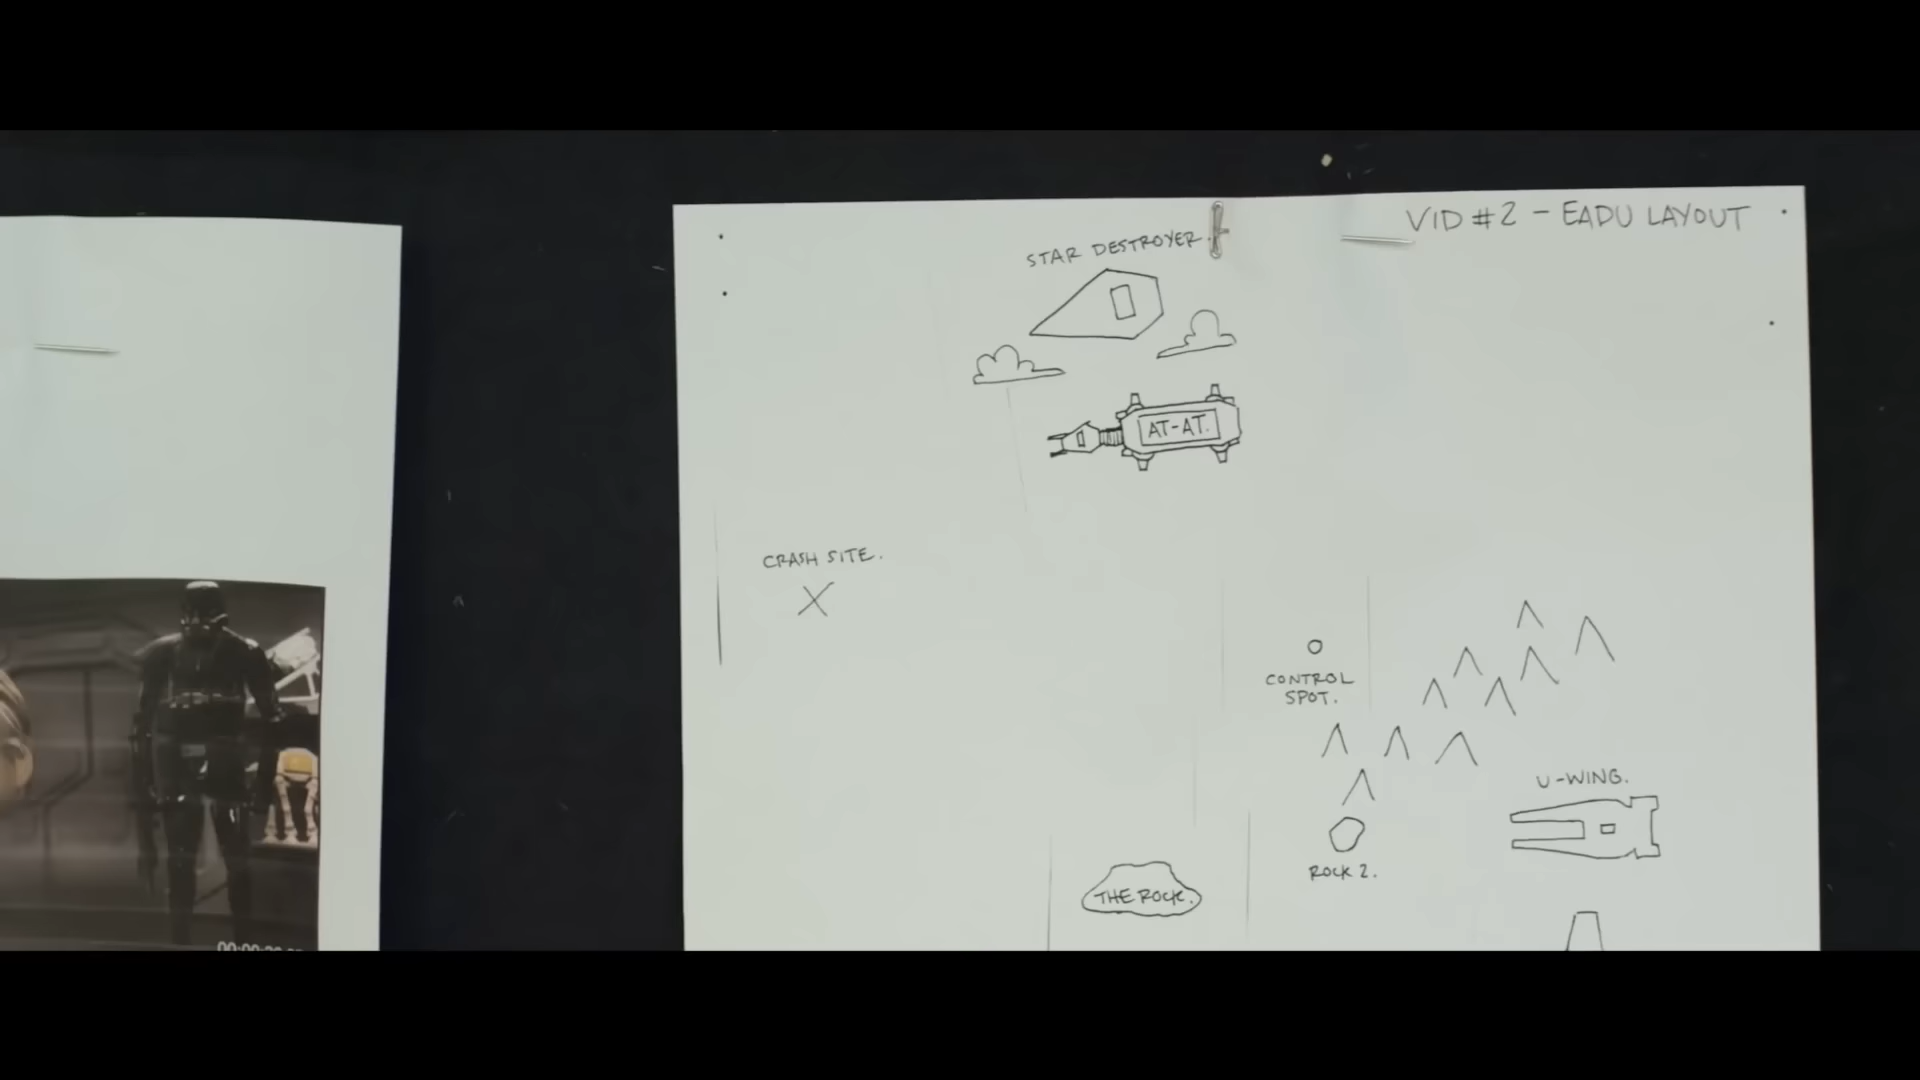 VID #2 - EADU LAYOUT
STAR DESTROYER.
AT-AT.
CRASH SITE.
CONTROL
SPOT.
U-WING.
ROCK 2.
THE ROCK.